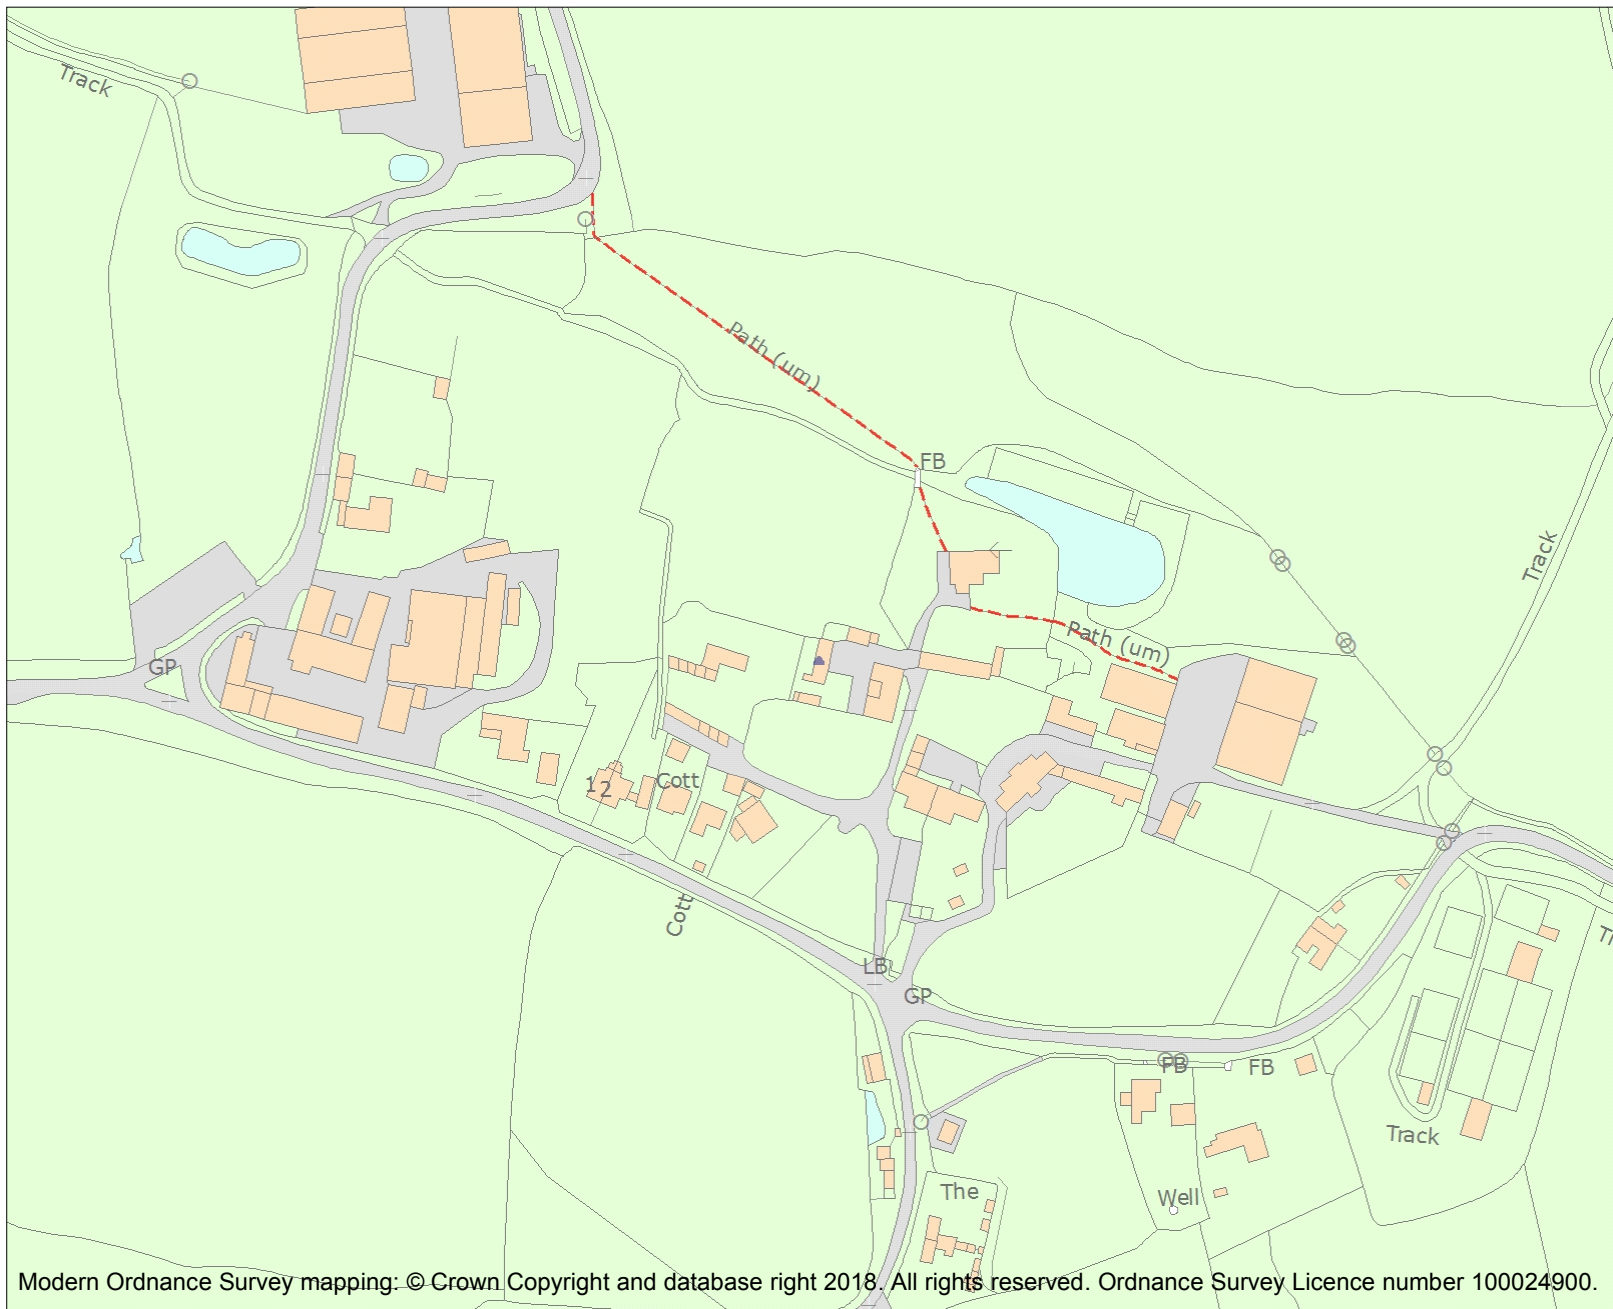 Track
Path (um)
FB
Track
Path (um)
GP
1
2
Cott
Cott
LB
GP
FB
FB
Track
The
Well
Modern Ordnance Survey mapping: © Crown Copyright and database right 2018. All rights reserved. Ordnance Survey Licence number 100024900.